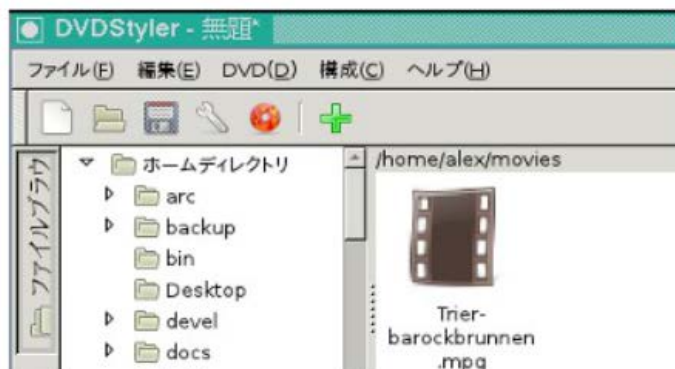 DVDStyler - 無題*
ファイル(F) 編集(E) DVD(D) 構成(C) ヘルプ(H)
ファイルブラウ
ホームディレクトリ
arc
backup
bin
Desktop
devel
docs
/home/alex/movies
Trier-
barockbrunnen
.mpg